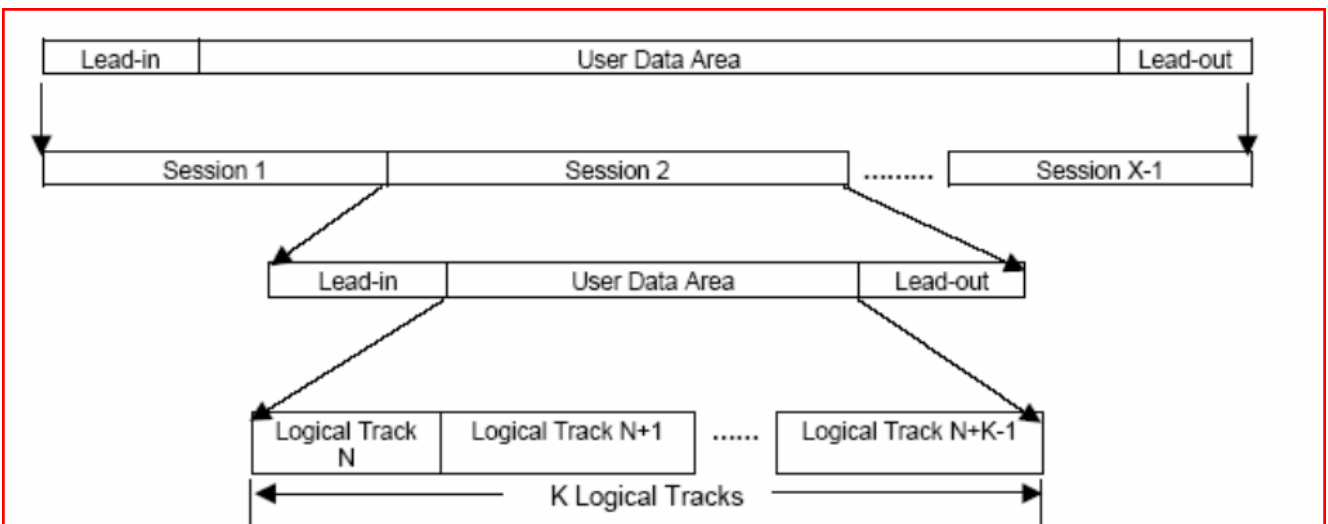 Lead-in User Data Area Lead-out
Session 1 Session 2 ......... Session X-1
Lead-in User Data Area Lead-out
Logical Track N Logical Track N+1 ...... Logical Track N+K-1
K Logical Tracks